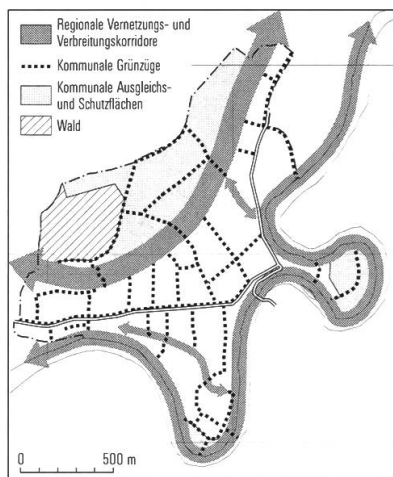 Regionale Vernetzungs- und
Verbreitungskorridore
Kommunale Grünzüge
Kommunale Ausgleichs-
und Schutzflächen
Wald
0 500 m